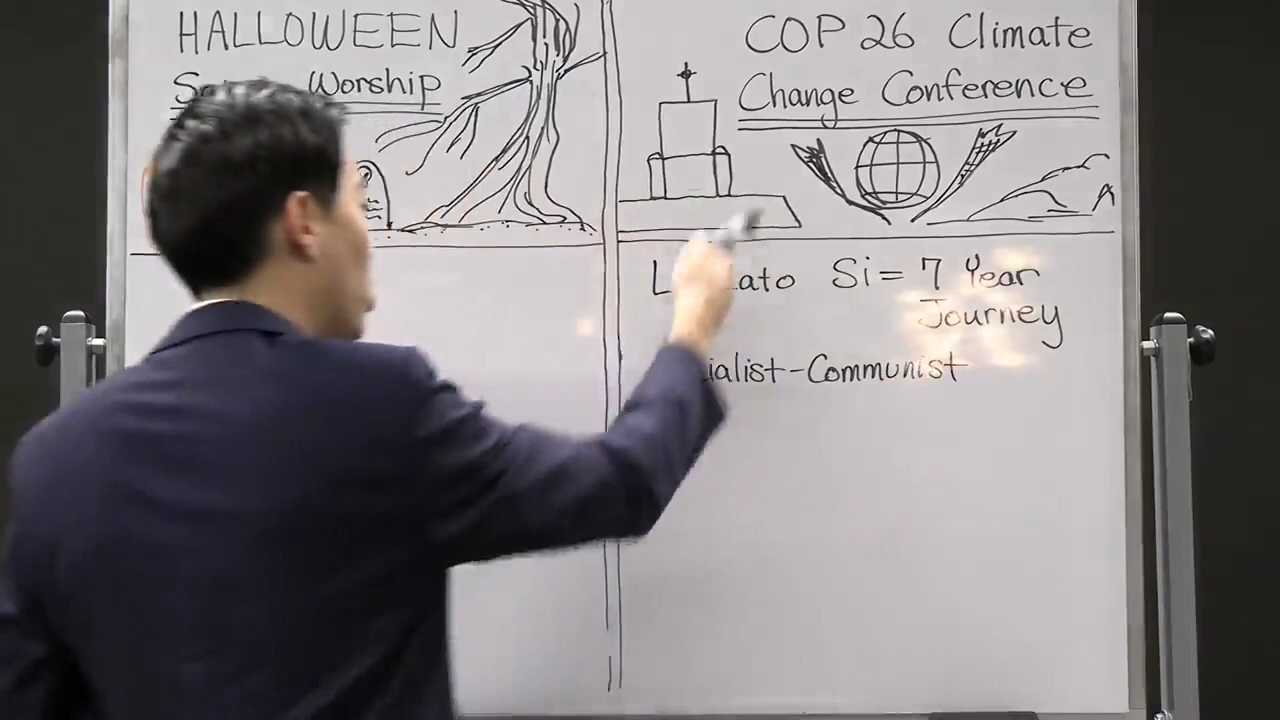 HALLOWEEN
Worship
COP 26 Climate
Change Conference
Si = 7 Year
Journey
Communist